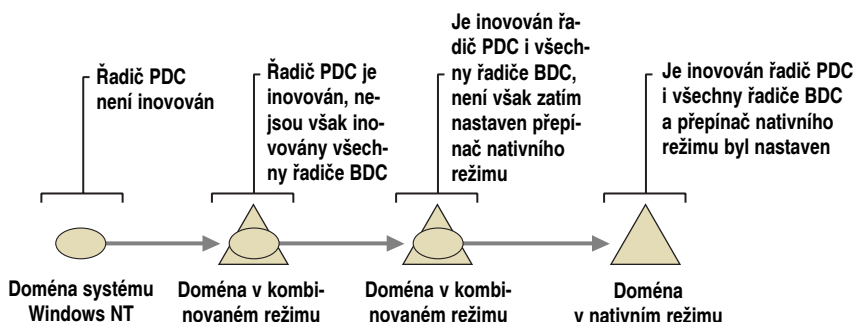 Řadič PDC
není inovován
Řadič PDC je
inovován, ne-
jsou však ino-
vovány všech-
ny řadiče BDC
Je inovován řa-
dič PDC i všech-
ny řadiče BDC,
není však zatím
nastaven přepí-
nač nativního
režimu
Je inovován řadič PDC
i všechny řadiče BDC
a přepínač nativního
režimu byl nastaven
Doména systému
Windows NT
Doména v kombi-
novaném režimu
Doména v kombi-
novaném režimu
Doména
v nativním režimu